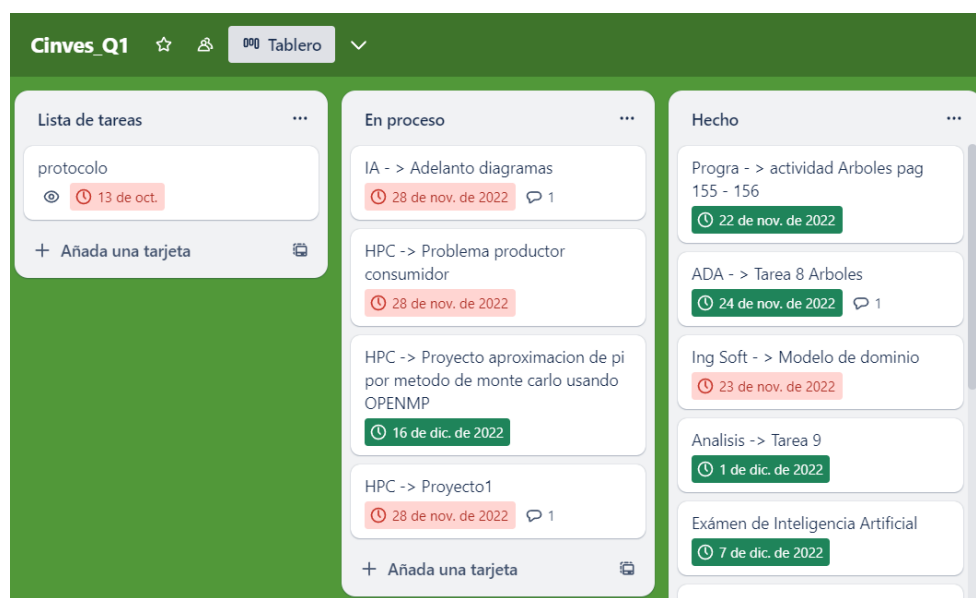 Cinves_Q1 Tablero
Lista de tareas
protocolo
13 de oct.
+ Añada una tarjeta
En proceso
IA - > Adelanto diagramas
28 de nov. de 2022 1
HPC -> Problema productor
consumidor
28 de nov. de 2022
HPC -> Proyecto aproximacion de pi
por metodo de monte carlo usando
OPENMP
16 de dic. de 2022
HPC -> Proyecto1
28 de nov. de 2022 1
+ Añada una tarjeta
Hecho
Progra - > actividad Arboles pag
155 - 156
22 de nov. de 2022
ADA - > Tarea 8 Arboles
24 de nov. de 2022 1
Ing Soft - > Modelo de dominio
23 de nov. de 2022
Analisis -> Tarea 9
1 de dic. de 2022
Exámen de Inteligencia Artificial
7 de dic. de 2022